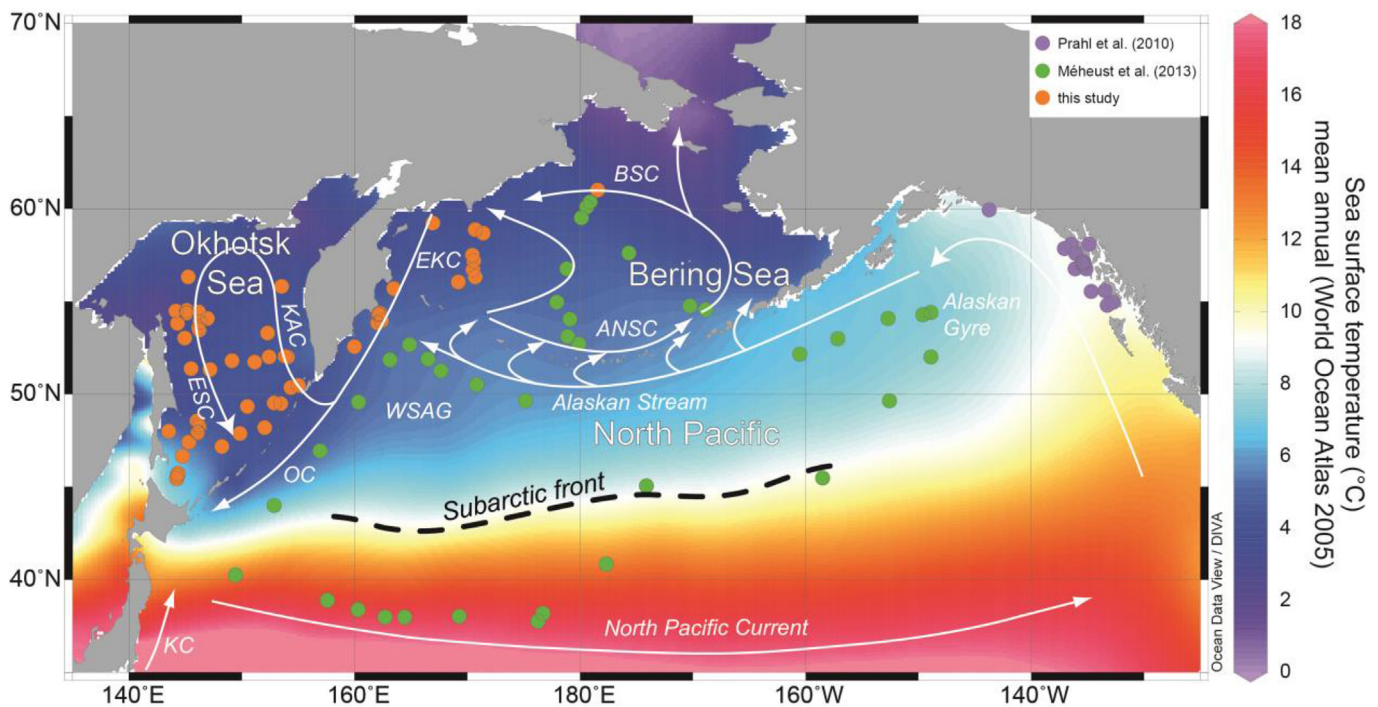 70°N
60°N
50°N
40°N
140°E
160°E
180°E
160°W
140°W
Prahl et al. (2010)
Méheust et al. (2013)
this study
BSC
Okhotsk
Sea
EKC
Bering Sea
KAC
ANSC
Alaskan
Gyre
ESC
WSAG
Alaskan Stream
North Pacific
OC
Subarctic front
North Pacific Current
KC
Ocean Data View / DIVA
18
16
14
12
10
8
6
4
2
0
Sea surface temperature (°C)
mean annual (World Ocean Atlas 2005)